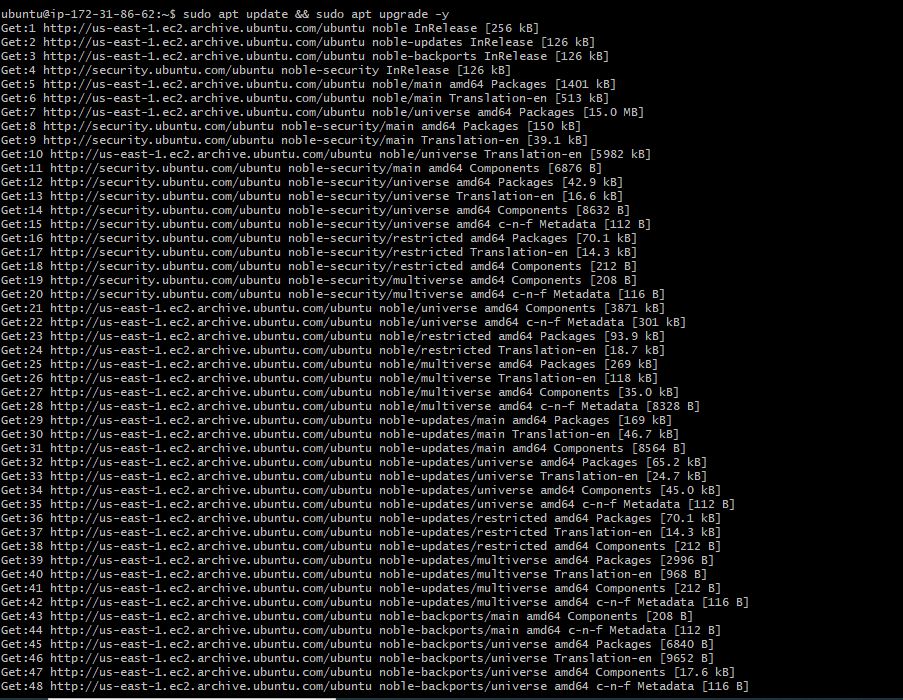 ubuntu@ip-172-31-86-62:~$ sudo apt update && sudo apt upgrade -y
Get:1 http://us-east-1.ec2.archive.ubuntu.com/ubuntu noble InRelease [256 kB]
Get:2 http://us-east-1.ec2.archive.ubuntu.com/ubuntu noble-updates InRelease [126 kB]
Get:3 http://us-east-1.ec2.archive.ubuntu.com/ubuntu noble-backports InRelease [126 kB]
Get:4 http://security.ubuntu.com/ubuntu noble-security InRelease [126 kB]
Get:5 http://us-east-1.ec2.archive.ubuntu.com/ubuntu noble/main amd64 Packages [1401 kB]
Get:6 http://us-east-1.ec2.archive.ubuntu.com/ubuntu noble/main Translation-en [513 kB]
Get:7 http://us-east-1.ec2.archive.ubuntu.com/ubuntu noble/universe amd64 Packages [15.0 MB]
Get:8 http://security.ubuntu.com/ubuntu noble-security/main amd64 Packages [150 kB]
Get:9 http://security.ubuntu.com/ubuntu noble-security/main Translation-en [39.1 kB]
Get:10 http://us-east-1.ec2.archive.ubuntu.com/ubuntu noble/universe Translation-en [5982 kB]
Get:11 http://security.ubuntu.com/ubuntu noble-security/main amd64 Components [6876 B]
Get:12 http://security.ubuntu.com/ubuntu noble-security/universe amd64 Packages [42.9 kB]
Get:13 http://security.ubuntu.com/ubuntu noble-security/universe Translation-en [16.6 kB]
Get:14 http://security.ubuntu.com/ubuntu noble-security/universe amd64 Components [8632 B]
Get:15 http://security.ubuntu.com/ubuntu noble-security/universe amd64 c-n-f Metadata [112 B]
Get:16 http://security.ubuntu.com/ubuntu noble-security/restricted amd64 Packages [70.1 kB]
Get:17 http://security.ubuntu.com/ubuntu noble-security/restricted Translation-en [14.3 kB]
Get:18 http://security.ubuntu.com/ubuntu noble-security/restricted amd64 Components [212 B]
Get:19 http://security.ubuntu.com/ubuntu noble-security/multiverse amd64 Components [208 B]
Get:20 http://security.ubuntu.com/ubuntu noble-security/multiverse amd64 c-n-f Metadata [116 B]
Get:21 http://us-east-1.ec2.archive.ubuntu.com/ubuntu noble/universe amd64 Components [3871 kB]
Get:22 http://us-east-1.ec2.archive.ubuntu.com/ubuntu noble/universe amd64 c-n-f Metadata [301 kB]
Get:23 http://us-east-1.ec2.archive.ubuntu.com/ubuntu noble/restricted amd64 Packages [93.9 kB]
Get:24 http://us-east-1.ec2.archive.ubuntu.com/ubuntu noble/restricted Translation-en [18.7 kB]
Get:25 http://us-east-1.ec2.archive.ubuntu.com/ubuntu noble/multiverse amd64 Packages [269 kB]
Get:26 http://us-east-1.ec2.archive.ubuntu.com/ubuntu noble/multiverse Translation-en [118 kB]
Get:27 http://us-east-1.ec2.archive.ubuntu.com/ubuntu noble/multiverse amd64 Components [35.0 kB]
Get:28 http://us-east-1.ec2.archive.ubuntu.com/ubuntu noble/multiverse amd64 c-n-f Metadata [8328 B]
Get:29 http://us-east-1.ec2.archive.ubuntu.com/ubuntu noble-updates/main amd64 Packages [169 kB]
Get:30 http://us-east-1.ec2.archive.ubuntu.com/ubuntu noble-updates/main Translation-en [46.7 kB]
Get:31 http://us-east-1.ec2.archive.ubuntu.com/ubuntu noble-updates/main amd64 Components [8564 B]
Get:32 http://us-east-1.ec2.archive.ubuntu.com/ubuntu noble-updates/universe amd64 Packages [65.2 kB]
Get:33 http://us-east-1.ec2.archive.ubuntu.com/ubuntu noble-updates/universe Translation-en [24.7 kB]
Get:34 http://us-east-1.ec2.archive.ubuntu.com/ubuntu noble-updates/universe amd64 Components [45.0 kB]
Get:35 http://us-east-1.ec2.archive.ubuntu.com/ubuntu noble-updates/universe amd64 c-n-f Metadata [112 B]
Get:36 http://us-east-1.ec2.archive.ubuntu.com/ubuntu noble-updates/restricted amd64 Packages [70.1 kB]
Get:37 http://us-east-1.ec2.archive.ubuntu.com/ubuntu noble-updates/restricted Translation-en [14.3 kB]
Get:38 http://us-east-1.ec2.archive.ubuntu.com/ubuntu noble-updates/restricted amd64 Components [212 B]
Get:39 http://us-east-1.ec2.archive.ubuntu.com/ubuntu noble-updates/multiverse amd64 Packages [2996 B]
Get:40 http://us-east-1.ec2.archive.ubuntu.com/ubuntu noble-updates/multiverse Translation-en [968 B]
Get:41 http://us-east-1.ec2.archive.ubuntu.com/ubuntu noble-updates/multiverse amd64 Components [212 B]
Get:42 http://us-east-1.ec2.archive.ubuntu.com/ubuntu noble-updates/multiverse amd64 c-n-f Metadata [116 B]
Get:43 http://us-east-1.ec2.archive.ubuntu.com/ubuntu noble-backports/main amd64 Components [208 B]
Get:44 http://us-east-1.ec2.archive.ubuntu.com/ubuntu noble-backports/main amd64 c-n-f Metadata [112 B]
Get:45 http://us-east-1.ec2.archive.ubuntu.com/ubuntu noble-backports/universe amd64 Packages [6840 B]
Get:46 http://us-east-1.ec2.archive.ubuntu.com/ubuntu noble-backports/universe Translation-en [9652 B]
Get:47 http://us-east-1.ec2.archive.ubuntu.com/ubuntu noble-backports/universe amd64 Components [17.6 kB]
Get:48 http://us-east-1.ec2.archive.ubuntu.com/ubuntu noble-backports/universe amd64 c-n-f Metadata [116 B]